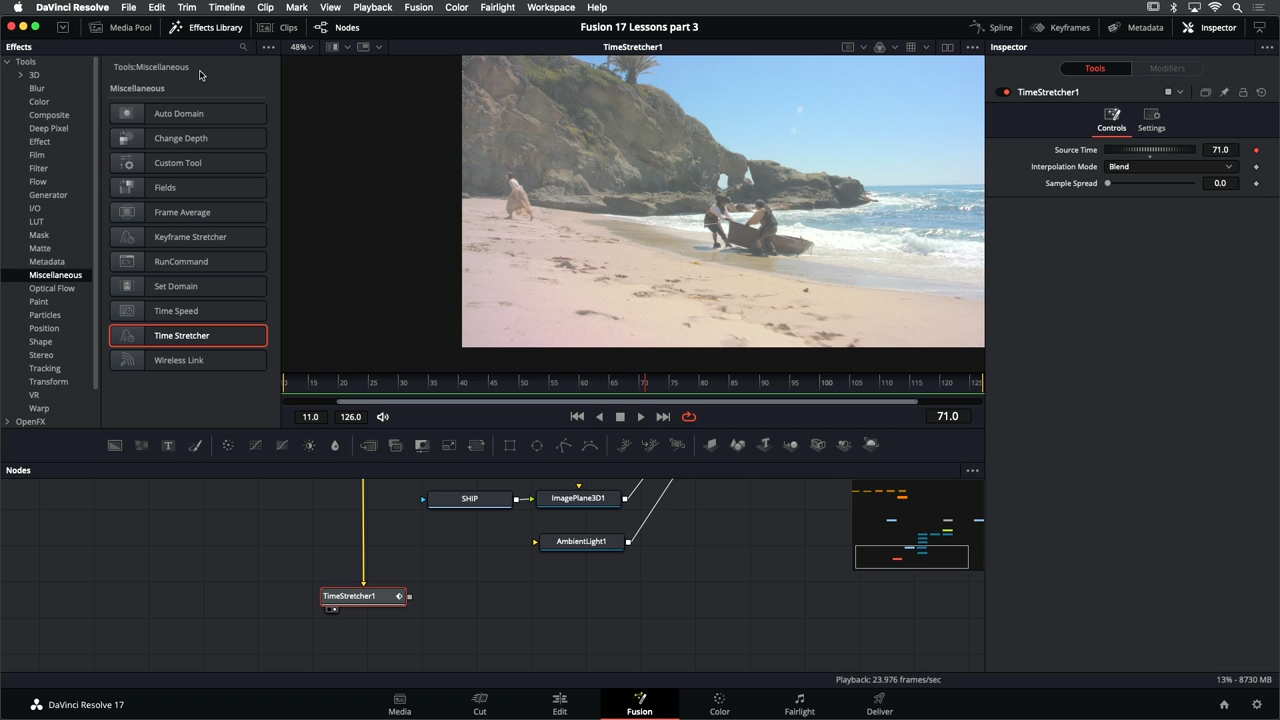 DaVinci Resolve File Edit Trim Timeline Clip Mark View Playback Fusion Color Fairlight Workspace Help
Media Pool Effects Library Clips Nodes Fusion 17 Lessons part 3 Spline Keyframes Metadata Inspector
Effects 48% TimeStretcher1 Inspector
Tools
3D
Blur
Color
Composite
Deep Pixel
Effect
Film
Filter
Flow
Generator
I/O
LUT
Mask
Matte
Metadata
Miscellaneous
Optical Flow
Paint
Particles
Position
Shape
Stereo
Tracking
Transform
VR
Warp
OpenFX
Tools:Miscellaneous
Miscellaneous
Auto Domain
Change Depth
Custom Tool
Fields
Frame Average
Keyframe Stretcher
RunCommand
Set Domain
Time Speed
Time Stretcher
Wireless Link
Tools Modifiers
TimeStretcher1
Controls Settings
Source Time 71.0
Interpolation Mode Blend
Sample Spread 0.0
10 15 20 25 30 35 40 45 50 55 60 65 70 75 80 85 90 95 100 105 110 115 120 125
11.0 126.0 71.0
Nodes
SHIP ImagePlane3D1
AmbientLight1
TimeStretcher1
Playback: 23.976 frames/sec 13% - 8730 MB
DaVinci Resolve 17 Media Cut Edit Fusion Color Fairlight Deliver